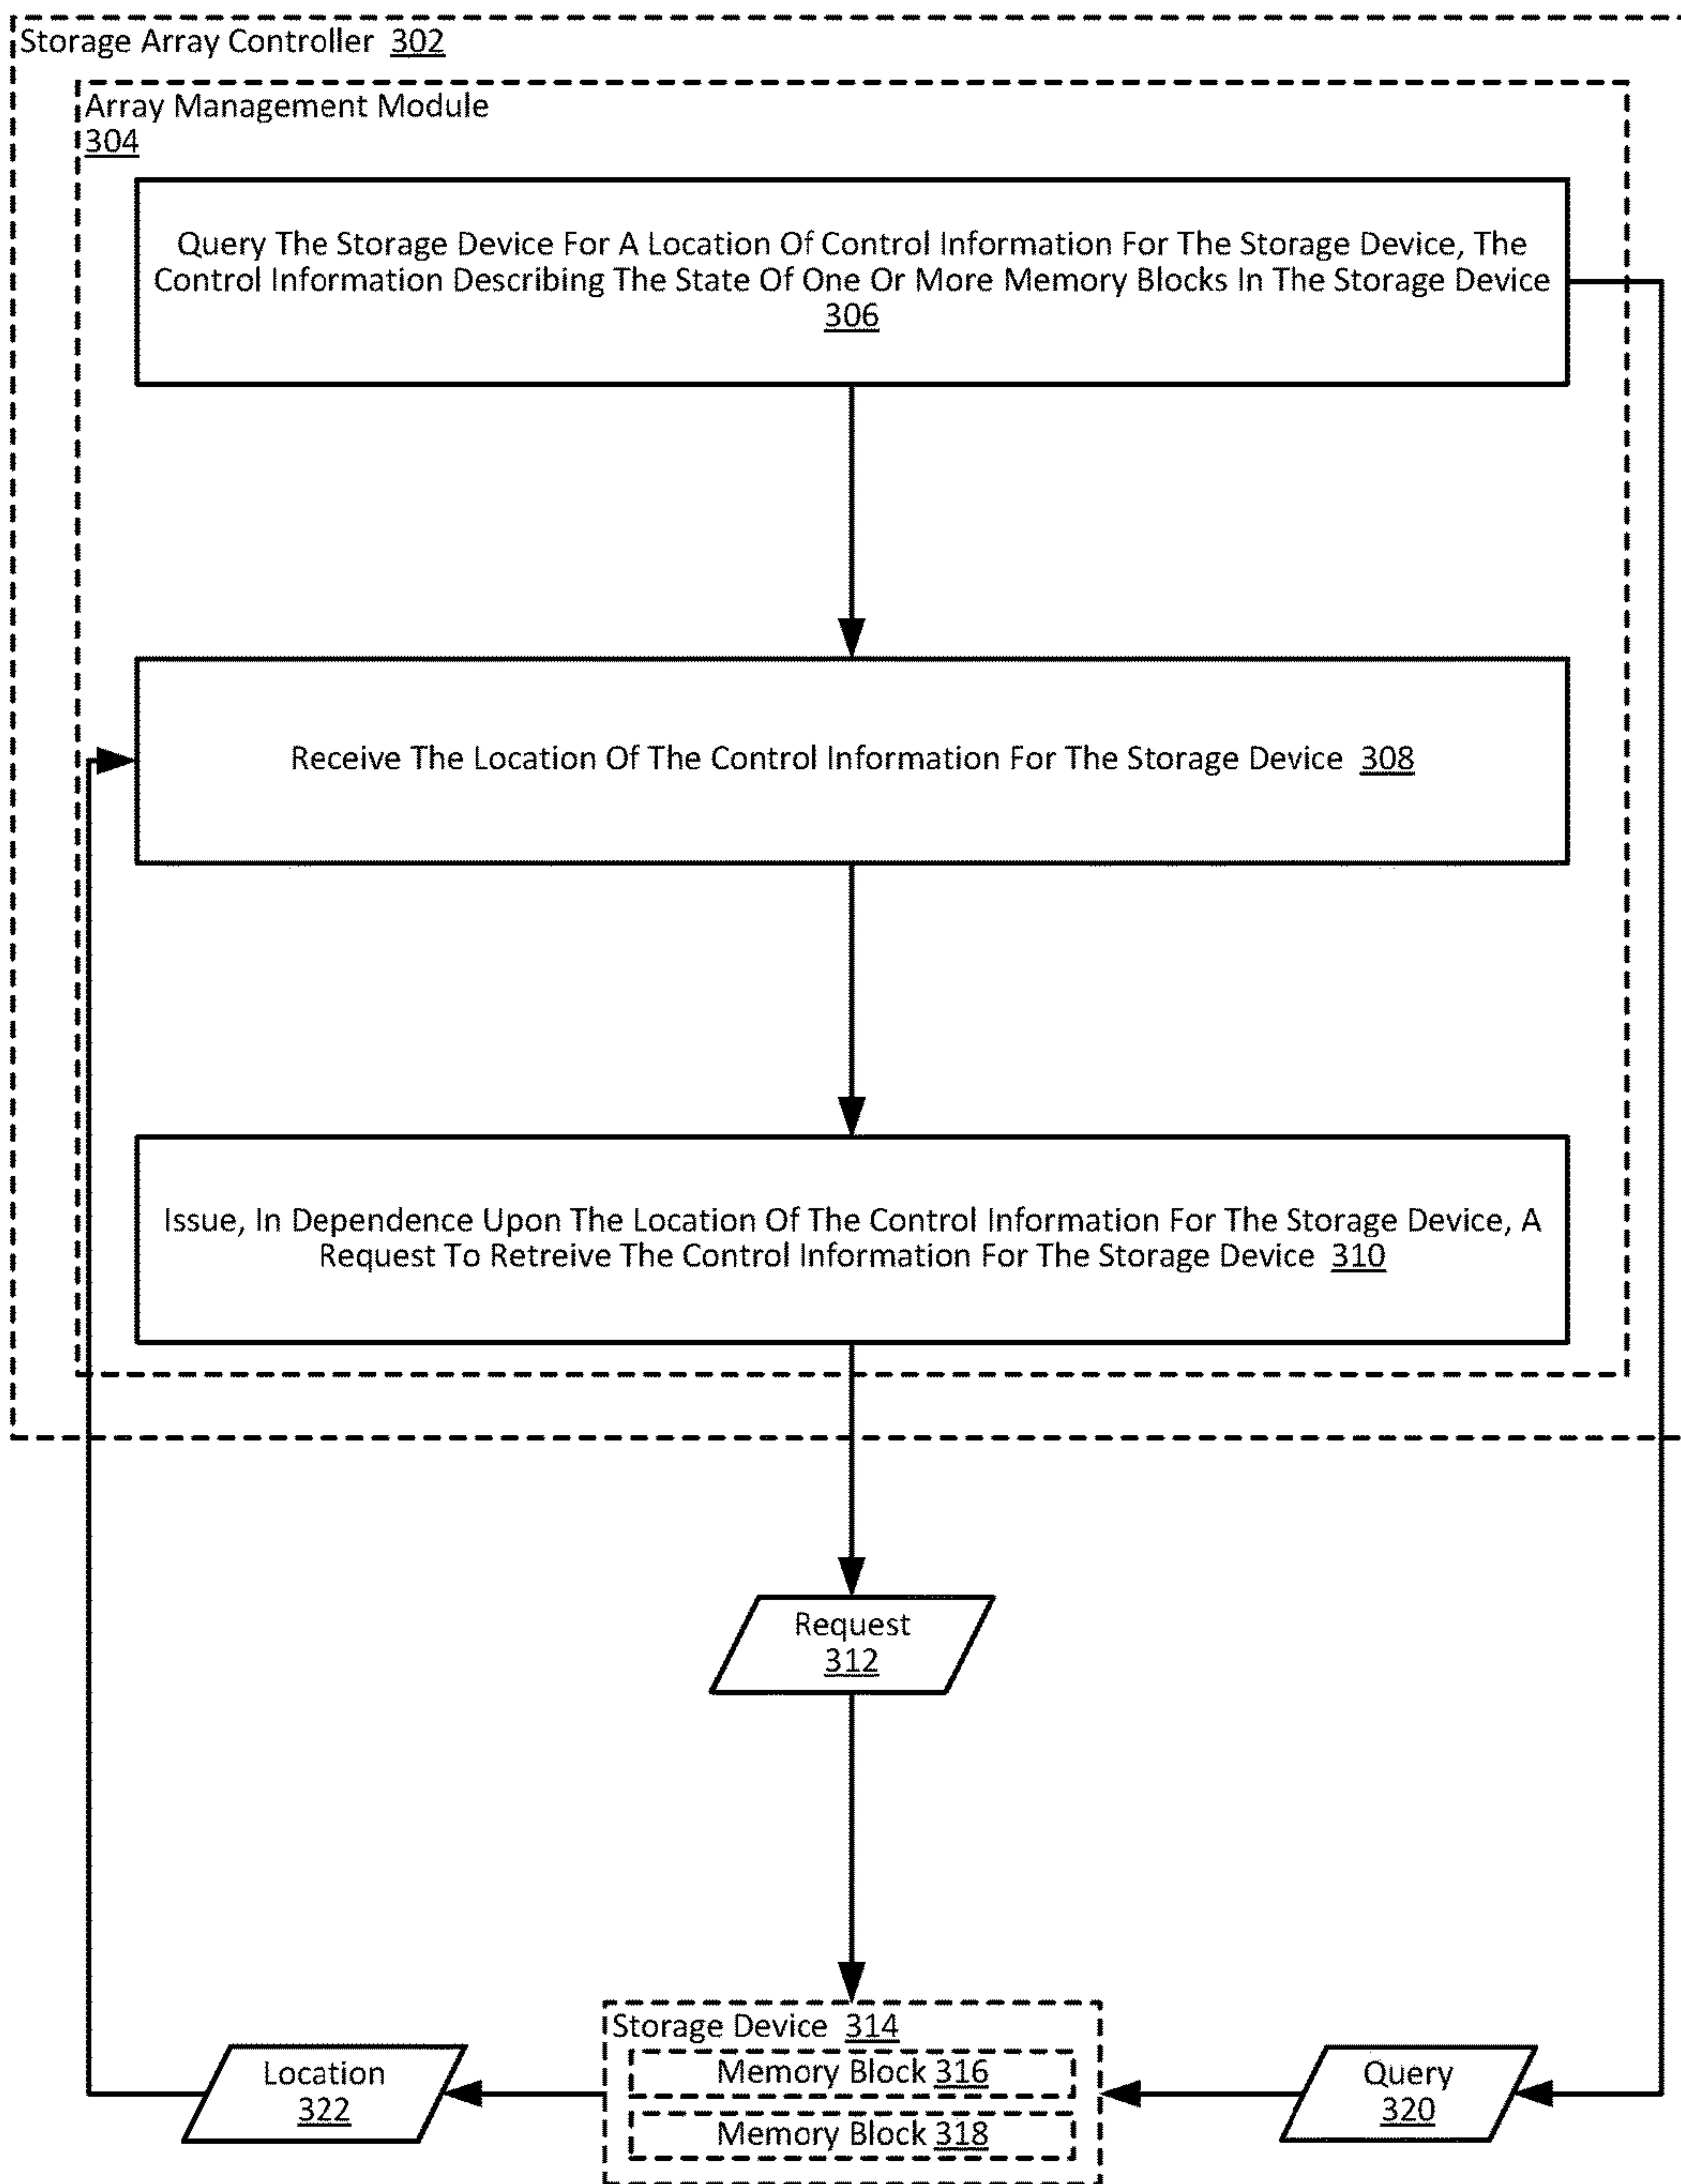 Storage Array Controller 302
Array Management Module
304
Query The Storage Device For A Location Of Control Information For The Storage Device, The
Control Information Describing The State Of One Or More Memory Blocks In The Storage Device
306
Receive The Location Of The Control Information For The Storage Device 308
Issue, In Dependence Upon The Location Of The Control Information For The Storage Device, A
Request To Retreive The Control Information For The Storage Device 310
Request
312
Storage Device 314
Memory Block 316
Memory Block 318
Location
322
Query
320